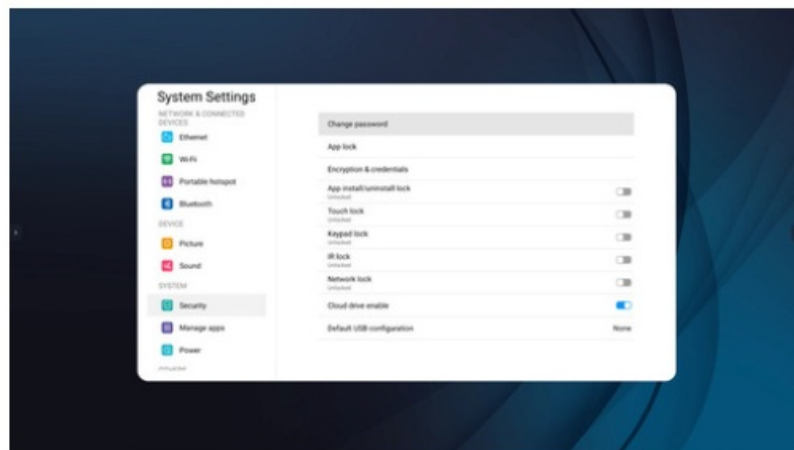 System Settings
NETWORK & CONNECTED
DEVICES
Ethernet
Wi-Fi
Portable hotspot
Bluetooth
DEVICE
Picture
Sound
SYSTEM
Security
Manage apps
Power
Change password
App lock
Encryption & credentials
App install/uninstall lock
Unlocked
Touch lock
Unlocked
Keypad lock
Unlocked
IR lock
Unlocked
Network lock
Unlocked
Cloud drive enable
Default USB configuration
None